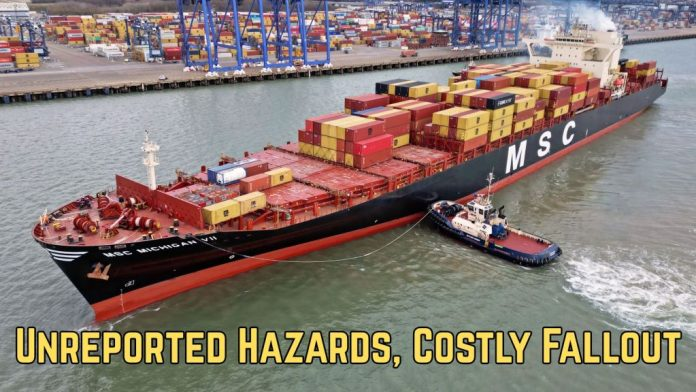 MSC
MSC MICHIGAN VII
UNREPORTED HAZARDS, COSTLY FALLOUT